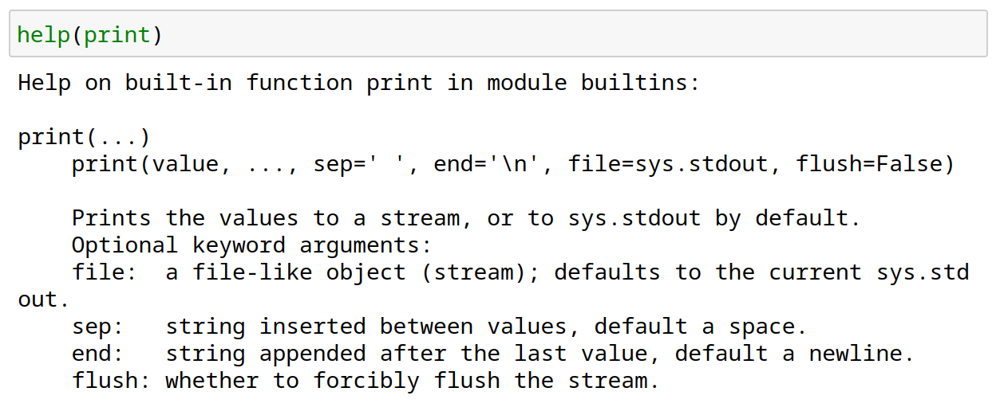 help(print)
Help on built-in function print in module builtins:
print(...)
    print(value, ..., sep=' ', end='\n', file=sys.stdout, flush=False)
    Prints the values to a stream, or to sys.stdout by default.
    Optional keyword arguments:
    file:  a file-like object (stream); defaults to the current sys.std
out.
    sep:   string inserted between values, default a space.
    end:   string appended after the last value, default a newline.
    flush: whether to forcibly flush the stream.